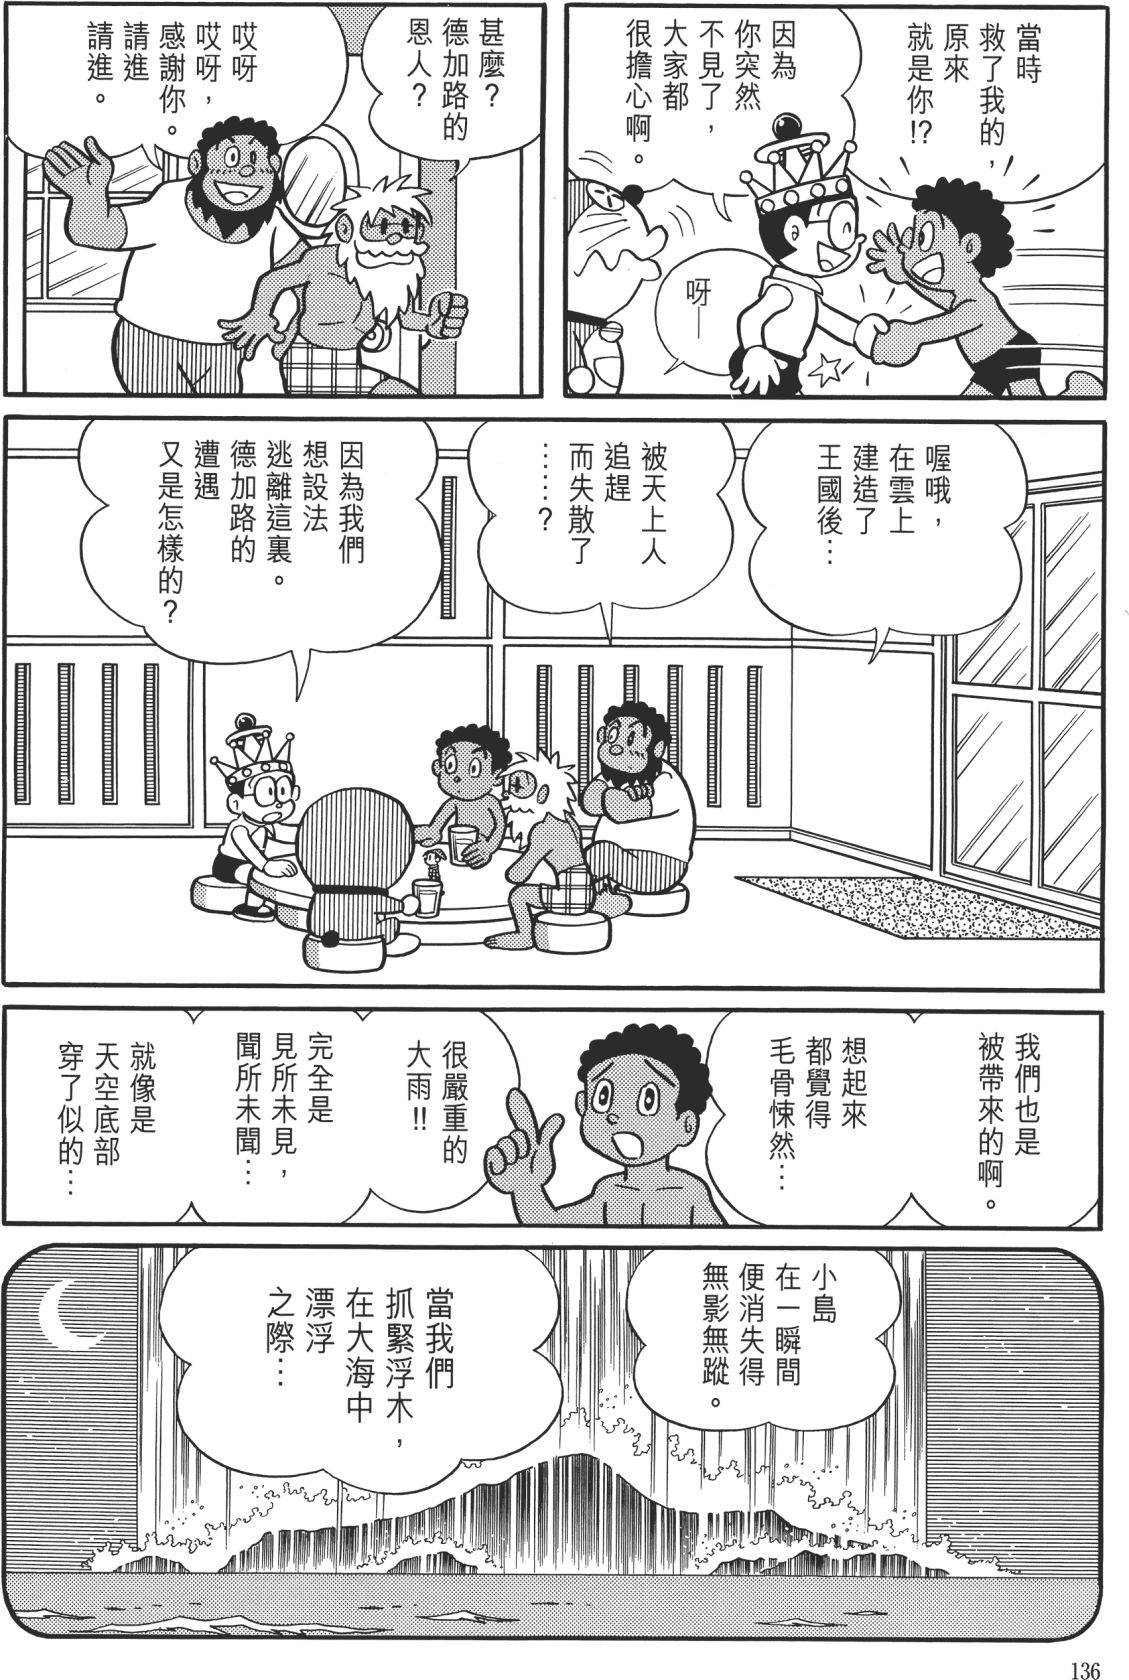 當時
救了我的，
原來
就是你!?
因為
你突然
不見了，
大家都
很擔心啊。
呀—
甚麼？
德加路的
恩人？
哎呀
哎呀，
感謝你。
請進
請進。
喔哦，
在雲上
建造了
王國後…
被天上人
追趕
而失散了
……？
因為我們
想設法
逃離這裏。
德加路的
遭遇
又是怎樣的？
我們也是
被帶來的啊。
想起來
都覺得
毛骨悚然…
很嚴重的
大雨!!
完全是
見所未見，
聞所未聞…
就像是
天空底部
穿了似的…
小島
在一瞬間
便消失得
無影無蹤。
當我們
抓緊浮木，
在大海中
漂浮
之際…
136